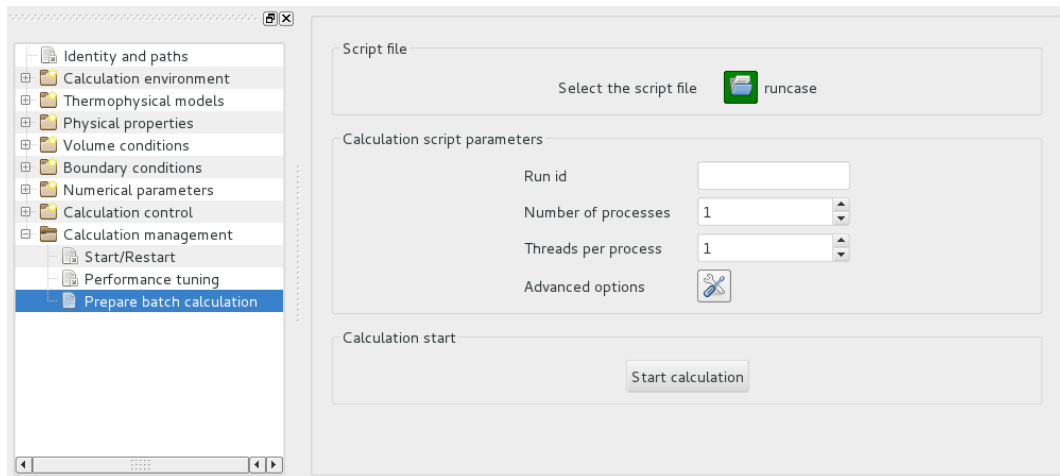 Identity and paths
Calculation environment
Thermophysical models
Physical properties
Volume conditions
Boundary conditions
Numerical parameters
Calculation control
Calculation management
Start/Restart
Performance tuning
Prepare batch calculation
Script file
Select the script file runcase
Calculation script parameters
Run id
Number of processes 1
Threads per process 1
Advanced options
Calculation start
Start calculation